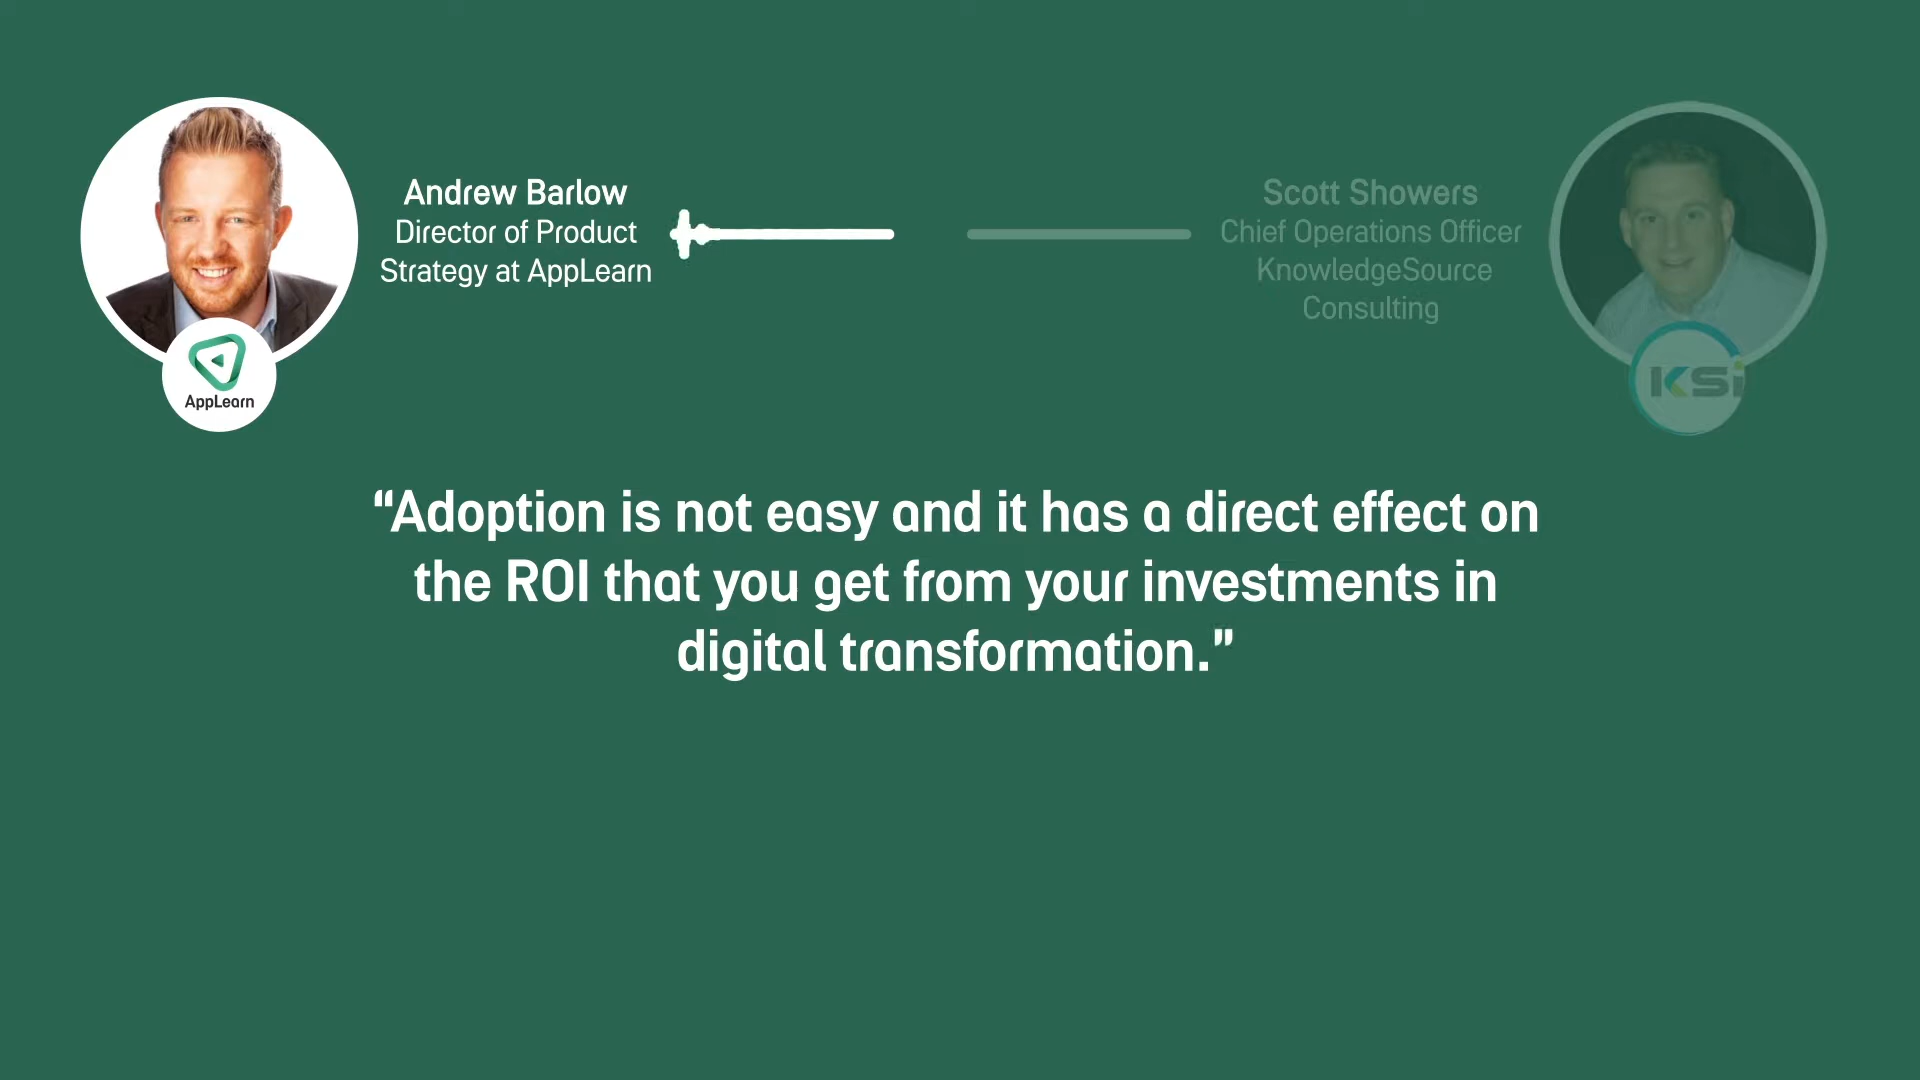 Andrew Barlow
Director of Product
Strategy at AppLearn
AppLearn
Scott Showers
Chief Operations Officer
KnowledgeSource
Consulting
KSi
“Adoption is not easy and it has a direct effect on
the ROI that you get from your investments in
digital transformation.”